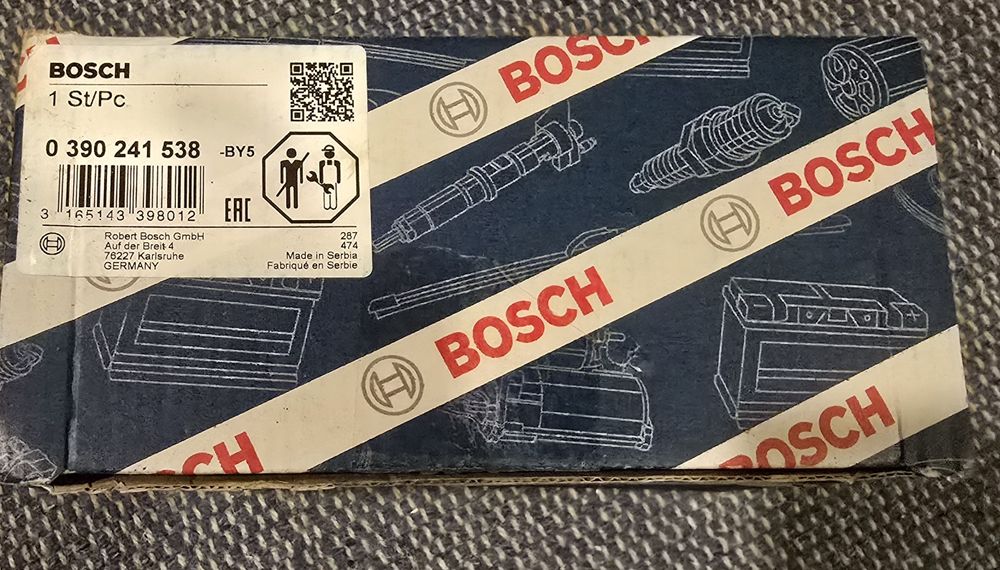 BOSCH
1 St/Pc
0 390 241 538 -BY5
3 165143 398012
EAC
Robert Bosch GmbH 287
Auf der Breit 4 474
76227 Karlsruhe Made in Serbia
GERMANY Fabriqué en Serbie
BOSCH
BOSCH
BOSCH
BOSCH
BOSCH